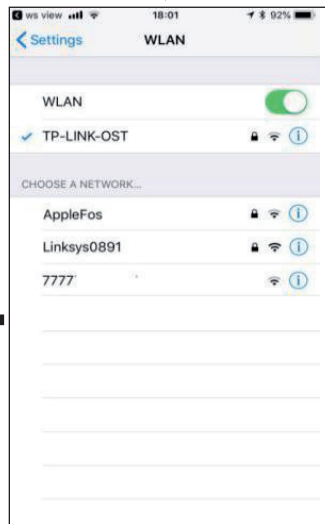 ws view 18:01 92%
Settings WLAN
WLAN
TP-LINK-OST
CHOOSE A NETWORK...
AppleFos
Linksys0891
7777